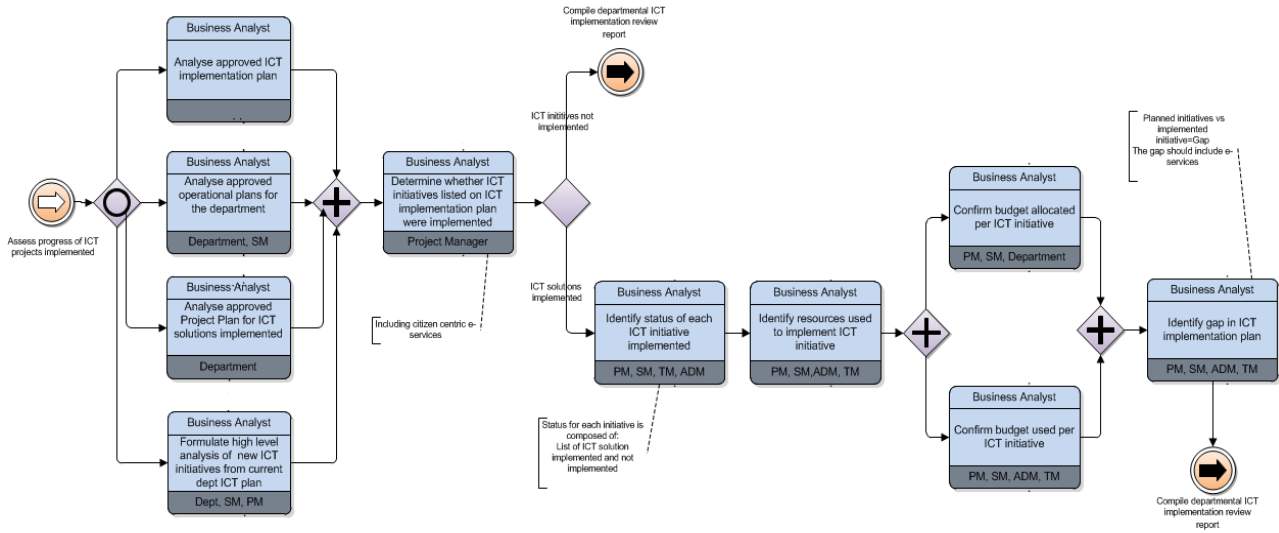 Assess progress of ICT
projects implemented
Business Analyst
Analyse approved ICT
implementation plan
Business Analyst
Analyse approved
operational plans for
the department
Department, SM
Business Analyst
Analyse approved
Project Plan for ICT
solutions implemented
Department
Business Analyst
Formulate high level
analysis of new ICT
initiatives from current
dept ICT plan
Dept, SM, PM
Business Analyst
Determine whether ICT
initiatives listed on ICT
implementation plan
were implemented
Project Manager
Including citizen centric e-
services
Compile departmental ICT
implementation review
report
ICT inititives not
implemented
ICT solutions
implemented
Business Analyst
Identify status of each
ICT initiative
implemented
PM, SM, TM, ADM
Status for each initiative is
composed of:
List of ICT solution
implemented and not
implemented
Business Analyst
Identify resources used
to implement ICT
initiative
PM, SM,ADM, TM
Business Analyst
Confirm budget allocated
per ICT initiative
PM, SM, Department
Business Analyst
Confirm budget used per
ICT initiative
PM, SM, ADM, TM
Planned initiatives vs
implemented
initiative=Gap
The gap should include e-
services
Business Analyst
Identify gap in ICT
implementation plan
PM, SM, ADM, TM
Compile departmental ICT
implementation review
report